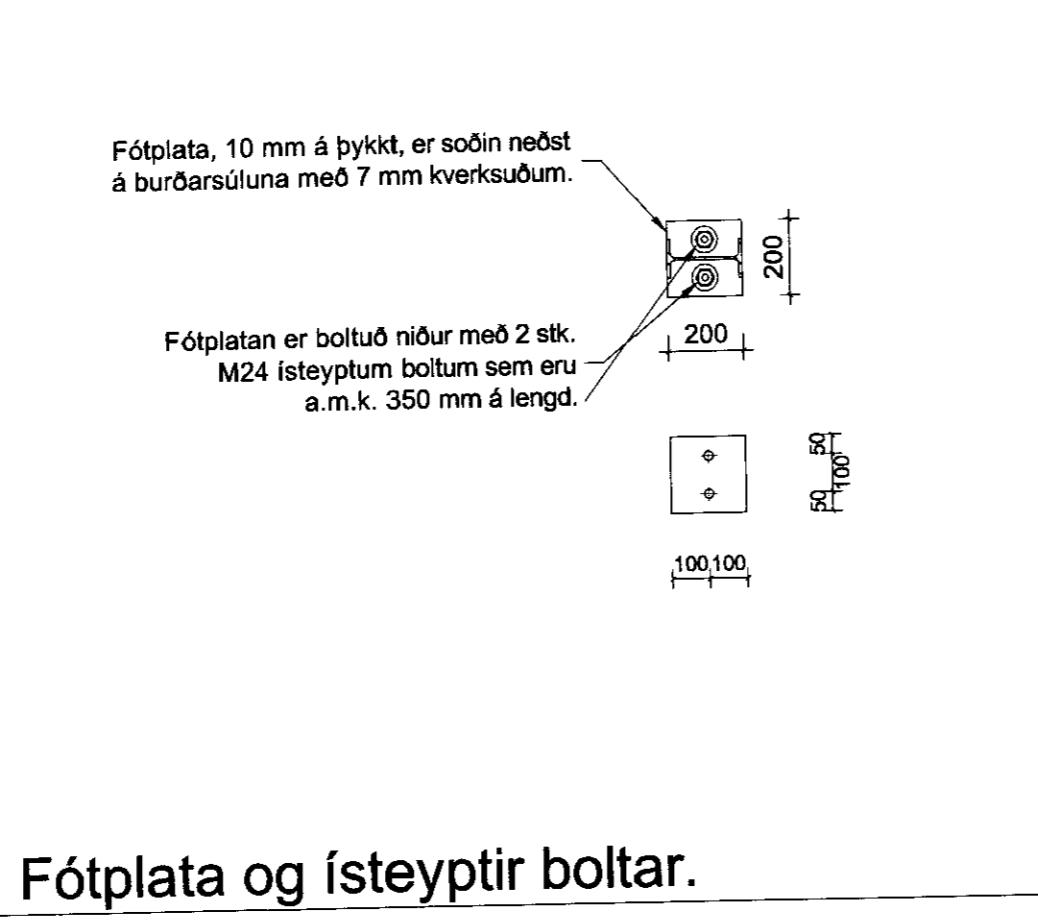 Fótplata, 10 mm á þykkt, er soðin neðst
á burðarsúluna með 7 mm kverksuðum.
200
200
Fótplatan er boltuð niður með 2 stk.
M24 ísteyptum boltum sem eru
a.m.k. 350 mm á lengd.
50
100
50
100 100
Fótplata og ísteyptir boltar.